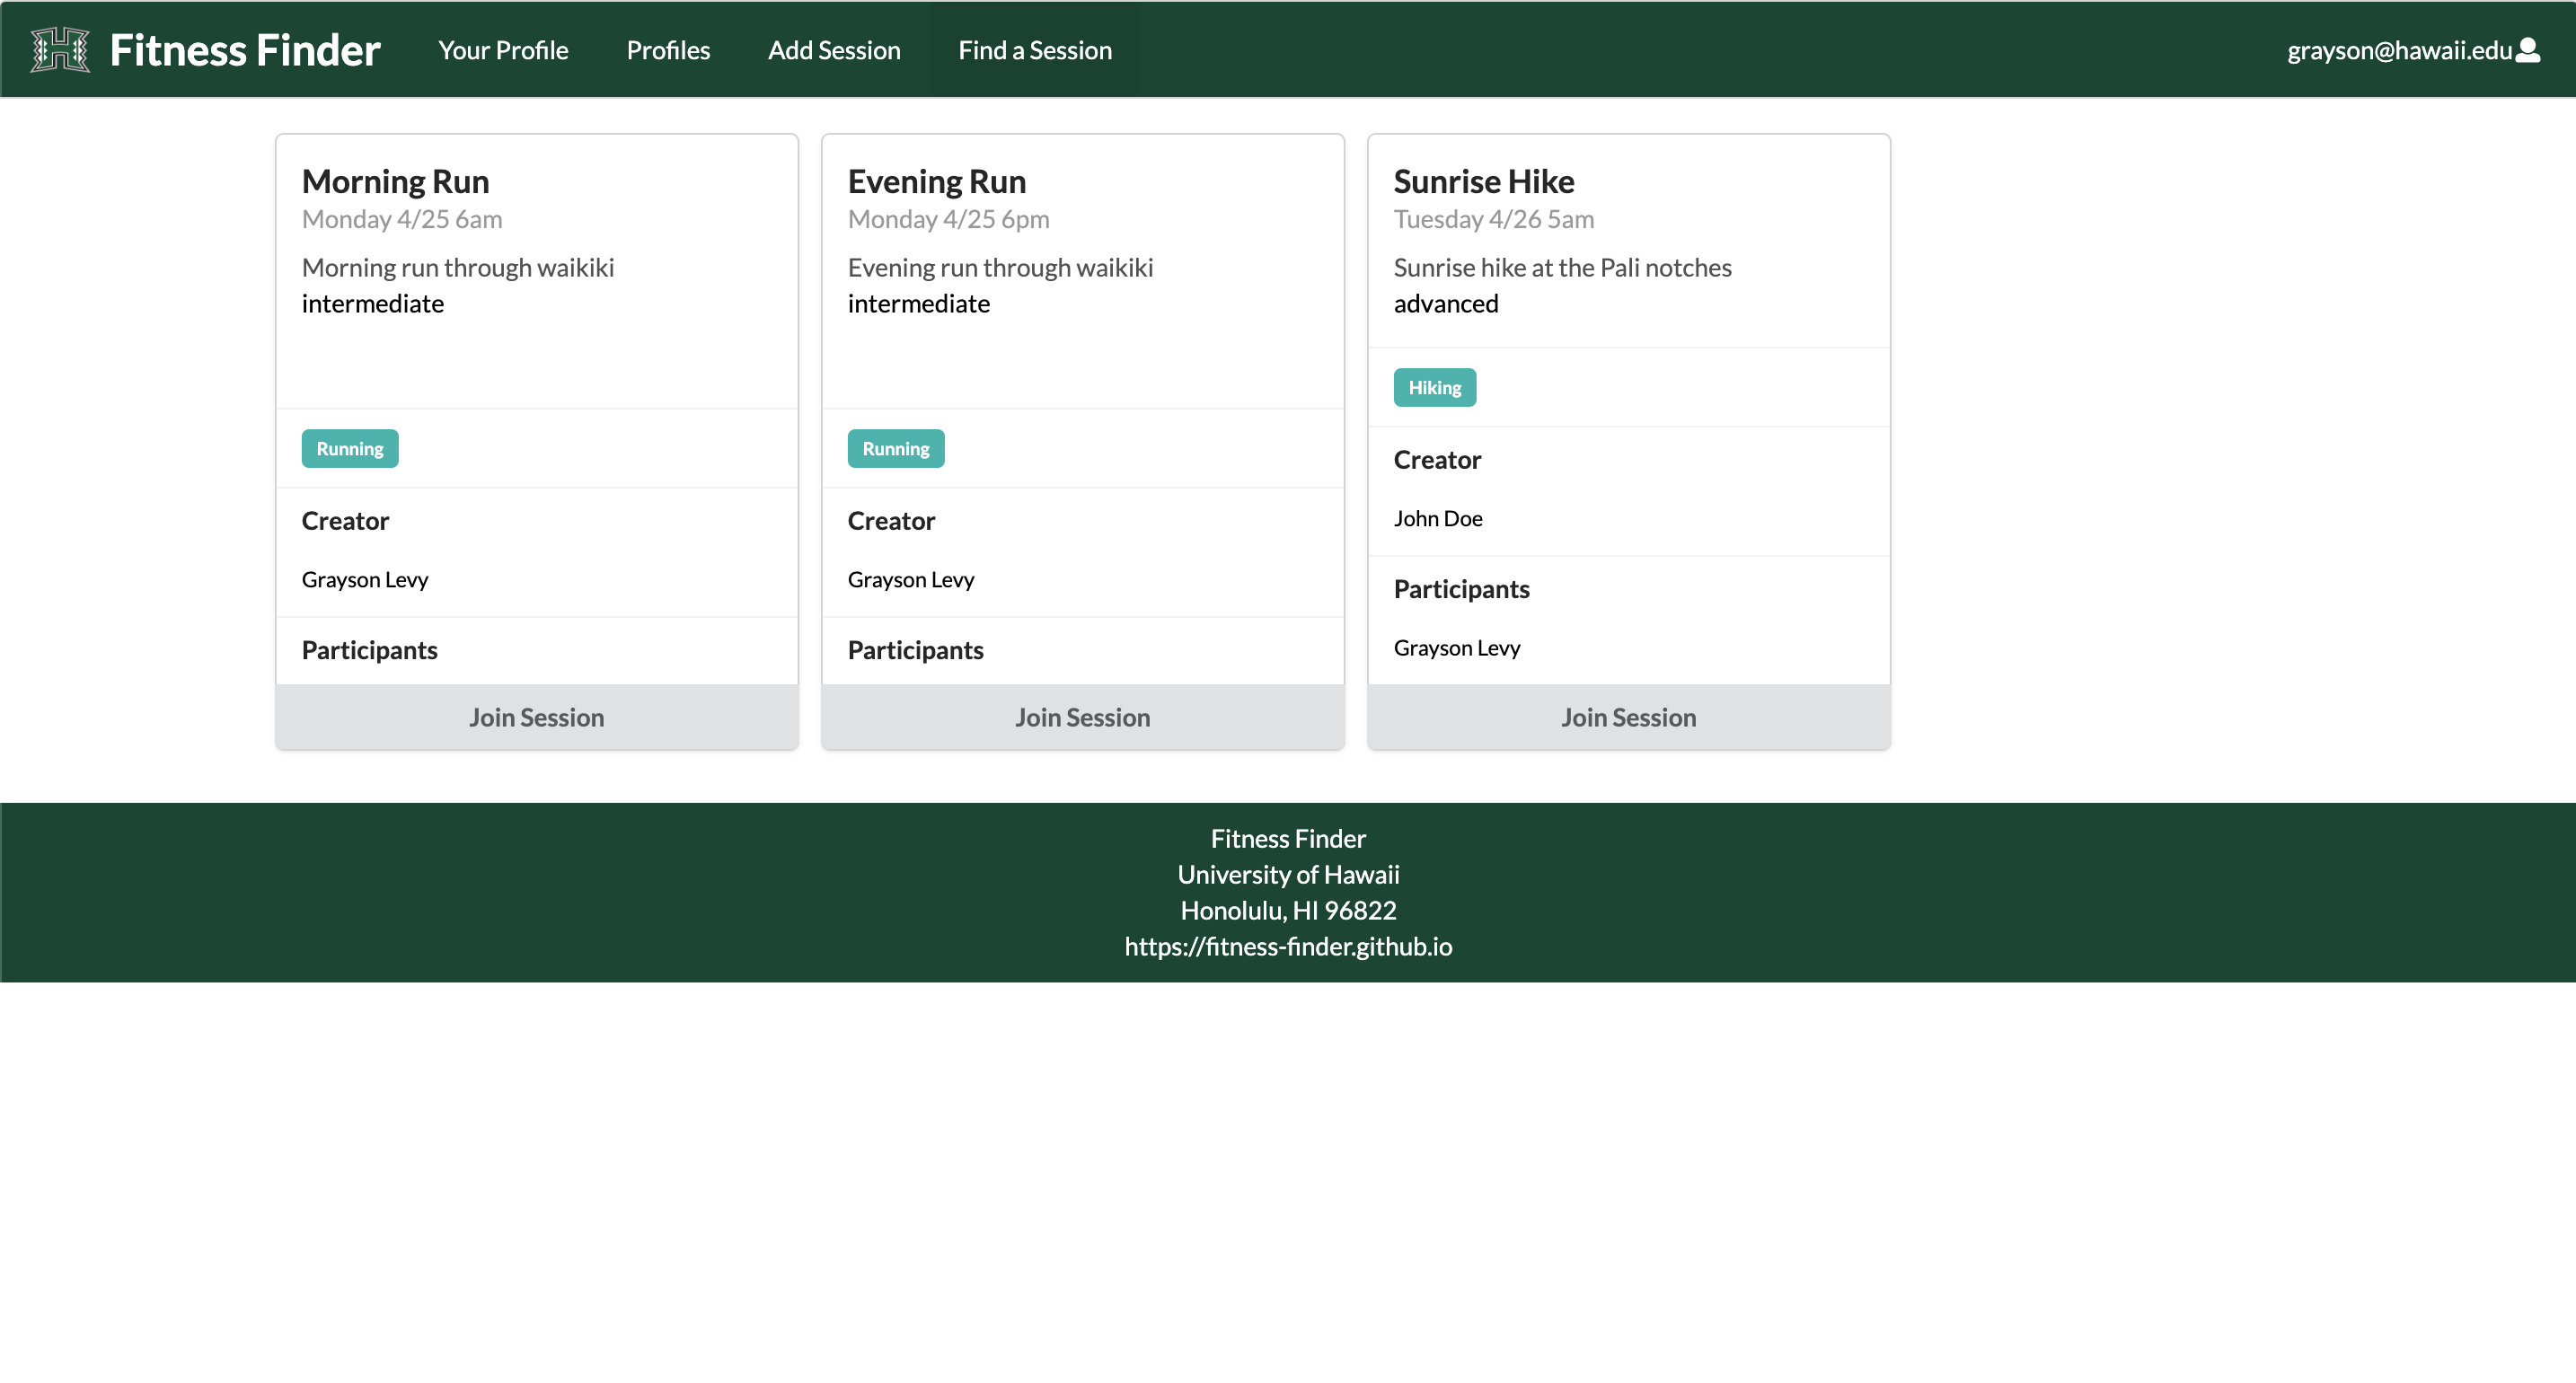 Fitness Finder Your Profile Profiles Add Session Find a Session grayson@hawaii.edu
Morning Run
Monday 4/25 6am
Morning run through waikiki
intermediate
Running
Creator
Grayson Levy
Participants
Join Session
Evening Run
Monday 4/25 6pm
Evening run through waikiki
intermediate
Running
Creator
Grayson Levy
Participants
Join Session
Sunrise Hike
Tuesday 4/26 5am
Sunrise hike at the Pali notches
advanced
Hiking
Creator
John Doe
Participants
Grayson Levy
Join Session
Fitness Finder
University of Hawaii
Honolulu, HI 96822
https://fitness-finder.github.io